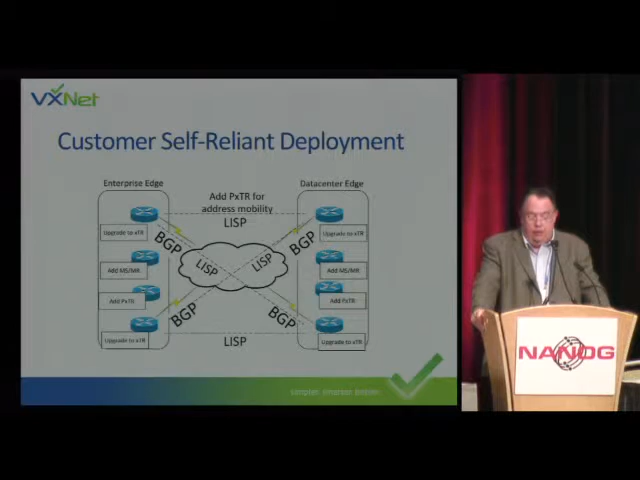 VXNet
Customer Self-Reliant Deployment
Enterprise Edge
Datacenter Edge
Add PxTR for
address mobility
LISP
Upgrade to xTR
Upgrade to xTR
BGP
BGP
LISP
LISP
Add MS/MR
Add MS/MR
Add PxTR
Add PxTR
BGP
BGP
Upgrade to xTR
LISP
Upgrade to xTR
NANOG